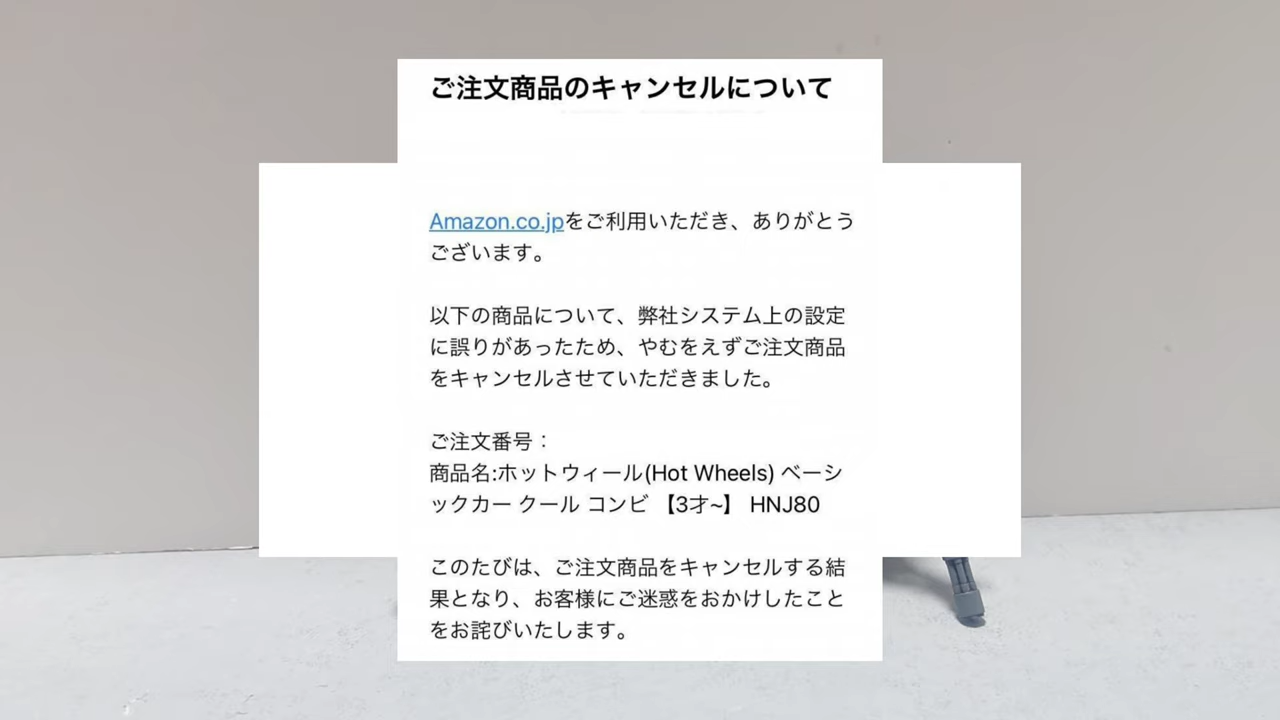 ご注文商品のキャンセルについて
Amazon.co.jpをご利用いただき、ありがとう
ございます。
以下の商品について、弊社システム上の設定
に誤りがあったため、やむをえずご注文商品
をキャンセルさせていただきました。
ご注文番号：
商品名:ホットウィール(Hot Wheels) ベーシ
ックカー クール コンビ 【3才~】 HNJ80
このたびは、ご注文商品をキャンセルする結
果となり、お客様にご迷惑をおかけしたこと
をお詫びいたします。